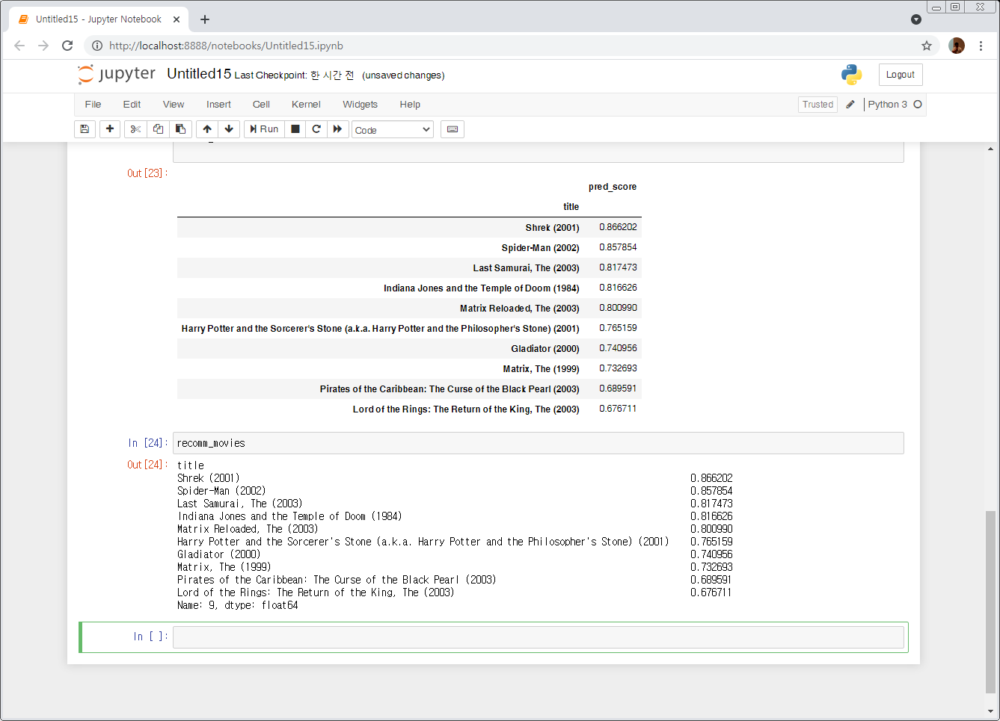 Untitled15 - Jupyter Notebook
http://localhost:8888/notebooks/Untitled15.ipynb
jupyter Untitled15 Last Checkpoint: 한 시간 전 (unsaved changes)
Logout
File Edit View Insert Cell Kernel Widgets Help
Trusted
Python 3
Run
Code
Out [23]:
pred_score
title
Shrek (2001) 0.866202
Spider-Man (2002) 0.857854
Last Samurai, The (2003) 0.817473
Indiana Jones and the Temple of Doom (1984) 0.816626
Matrix Reloaded, The (2003) 0.800990
Harry Potter and the Sorcerer's Stone (a.k.a. Harry Potter and the Philosopher's Stone) (2001) 0.765159
Gladiator (2000) 0.740956
Matrix, The (1999) 0.732693
Pirates of the Caribbean: The Curse of the Black Pearl (2003) 0.689591
Lord of the Rings: The Return of the King, The (2003) 0.676711
In [24]: recomm_movies
Out [24]: title
Shrek (2001) 0.866202
Spider-Man (2002) 0.857854
Last Samurai, The (2003) 0.817473
Indiana Jones and the Temple of Doom (1984) 0.816626
Matrix Reloaded, The (2003) 0.800990
Harry Potter and the Sorcerer's Stone (a.k.a. Harry Potter and the Philosopher's Stone) (2001) 0.765159
Gladiator (2000) 0.740956
Matrix, The (1999) 0.732693
Pirates of the Caribbean: The Curse of the Black Pearl (2003) 0.689591
Lord of the Rings: The Return of the King, The (2003) 0.676711
Name: 9, dtype: float64
In [ ]: